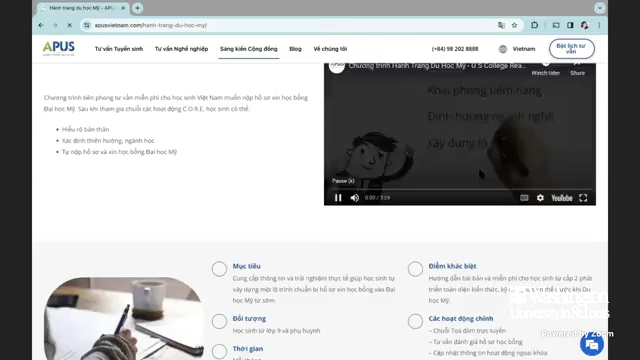 Hành trang du học Mỹ - APU
apusvietnam.com/hanh-trang-du-hoc-my/
APUS
Tư vấn Tuyển sinh
Tư vấn Nghề nghiệp
Sáng kiến Cộng đồng
Blog
Về chúng tôi
(+84) 98 202 8888
Vietnam
Đặt lịch tư
vấn
Chương trình tiên phong tư vấn miễn phí cho học sinh Việt Nam muốn nộp hồ sơ xin học bổng
Đại học Mỹ. Sau khi tham gia chuỗi các hoạt động C.O.R.E, học sinh có thể:
Hiểu rõ bản thân
Xác định thiên hướng, ngành học
Tự nộp hồ sơ và xin học bổng Đại học Mỹ
Chương trình Hành Trang Du Học Mỹ - U S College Rea...
Watch later
Share
Khai phóng tiềm năng
Định hướng nghề
Xây dựng lộ
Pause (k)
0:00 / 3:09
YouTube
Mục tiêu
Cung cấp thông tin và trải nghiệm thực tế giúp học sinh tự
xây dựng một lộ trình chuẩn bị hồ sơ xin học bổng vào Đại
học Mỹ từ sớm.
Đối tượng
Học sinh từ lớp 9 và phụ huynh
Thời gian
Điểm khác biệt
Hướng dẫn bài bản và miễn phí cho học sinh từ cấp 2 phát
triển toàn diện kiến thức, kỹ
học Mỹ.
Các hoạt động chính
– Chuỗi Tọa đàm trực tuyến
– Tư vấn đánh giá hồ sơ học bổng
– Cập nhật thông tin hoạt động ngoại
Washington
University in St. Louis
Powered by Zoom